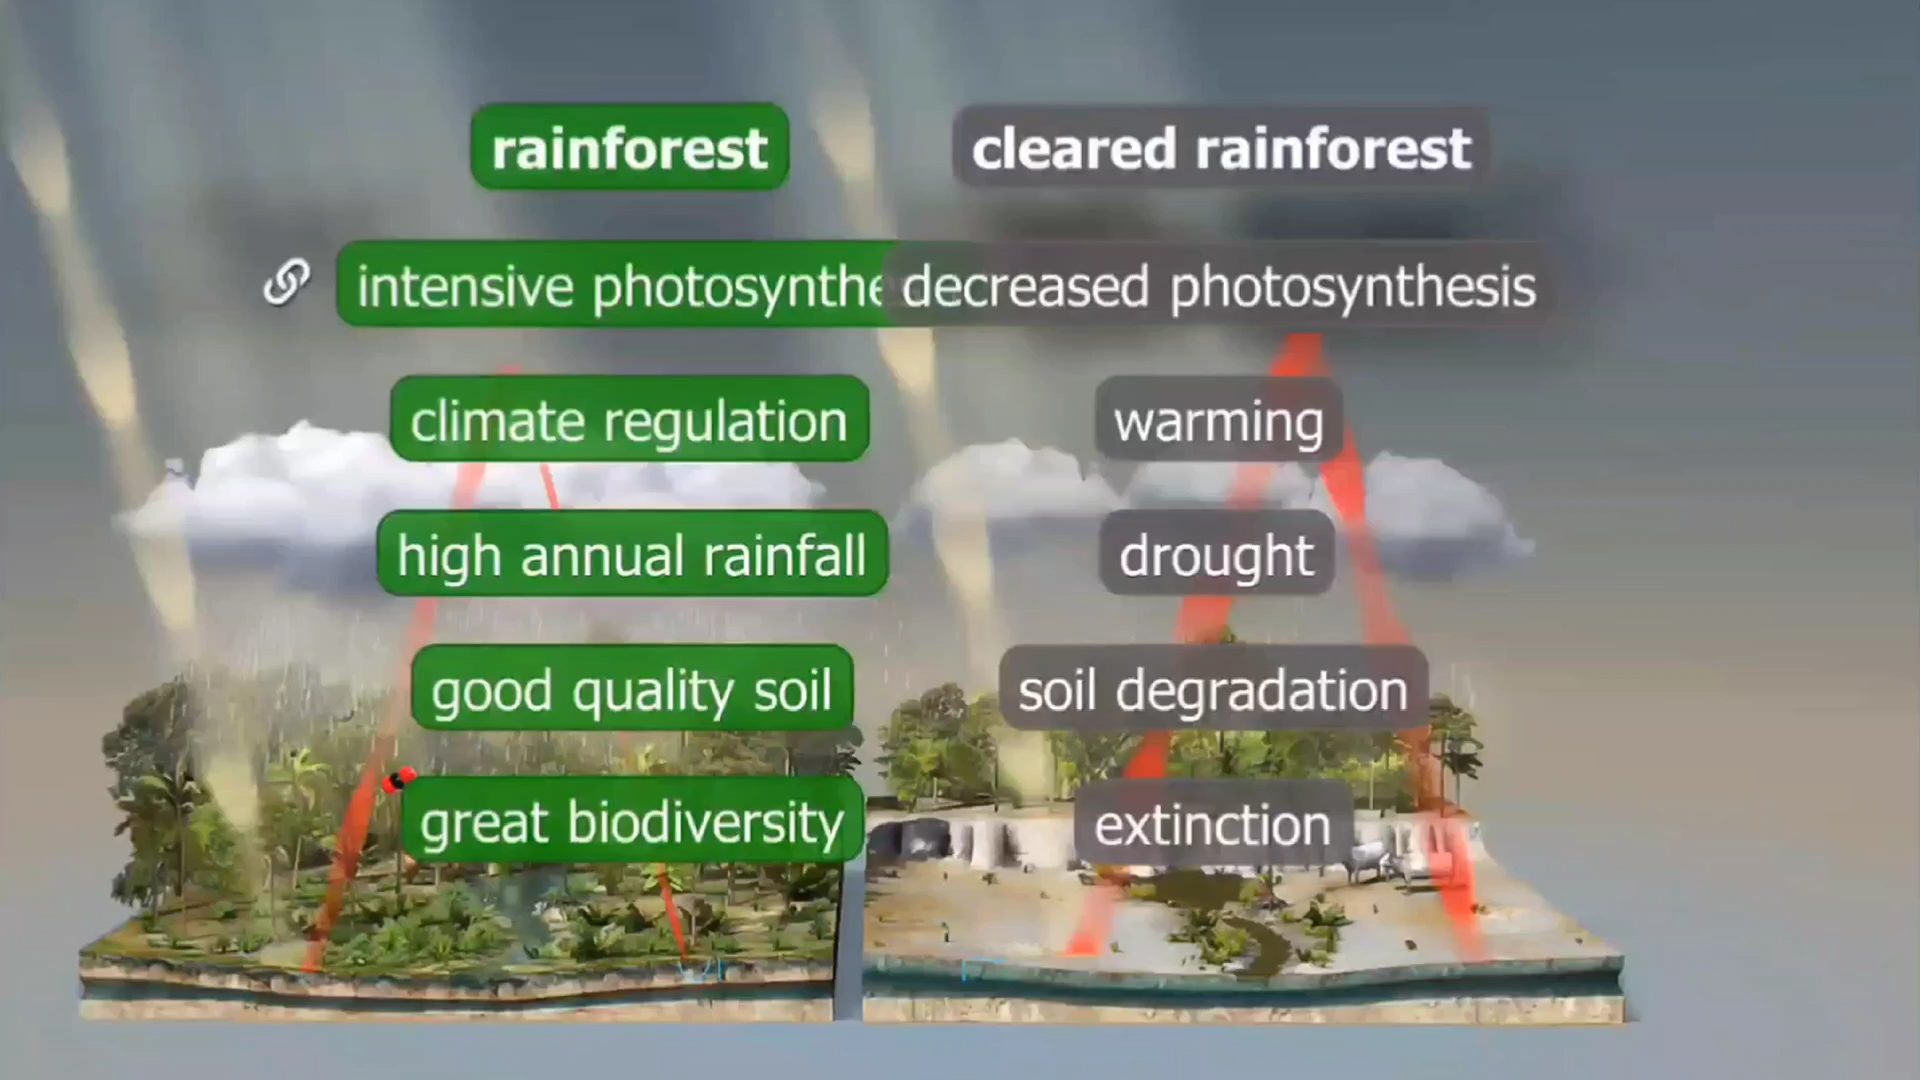 rainforest
cleared rainforest
intensive photosynthe
decreased photosynthesis
climate regulation
warming
high annual rainfall
drought
good quality soil
soil degradation
great biodiversity
extinction